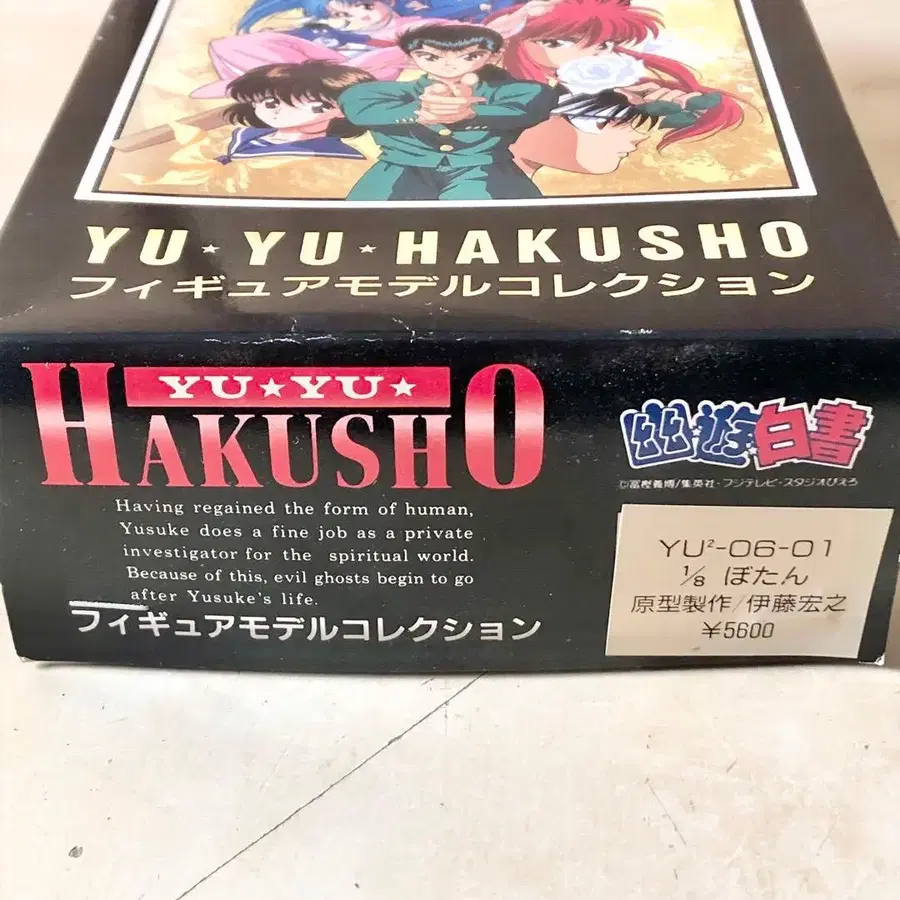 YU★YU★HAKUSHO
フィギュアモデルコレクション
YU★YU★
HAKUSHO
Having regained the form of human,
Yusuke does a fine job as a private
investigator for the spiritual world.
Because of this, evil ghosts begin to go
after Yusuke's life.
フィギュアモデルコレクション
幽☆遊☆白書
©冨樫義博/集英社・フジテレビ・スタジオぴえろ
YU²-06-01
1/8 ぼたん
原型製作/伊藤宏之
¥5600